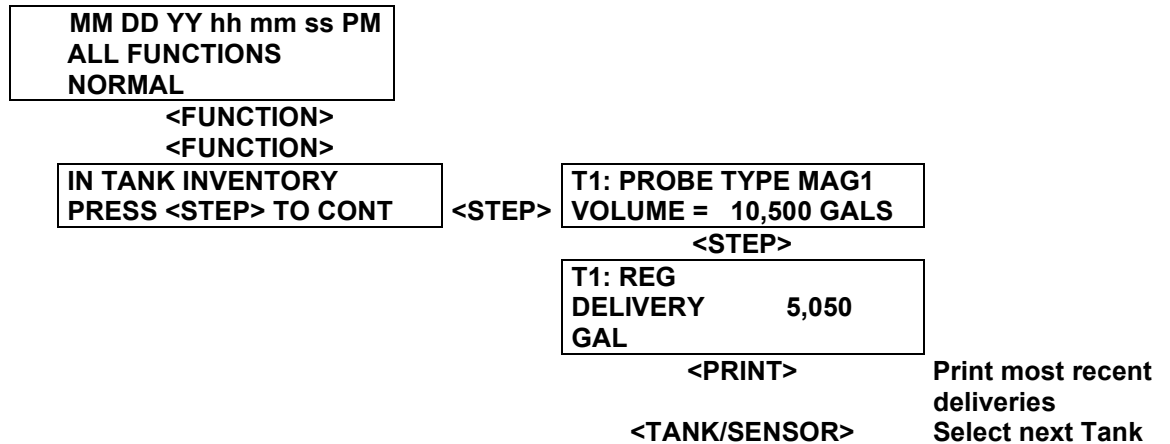 MM DD YY hh mm ss PM
ALL FUNCTIONS
NORMAL
<FUNCTION>
<FUNCTION>
IN TANK INVENTORY
PRESS <STEP> TO CONT
<STEP>
T1: PROBE TYPE MAG1
VOLUME = 10,500 GALS
<STEP>
T1: REG
DELIVERY 5,050
GAL
<PRINT>
Print most recent
deliveries
<TANK/SENSOR>
Select next Tank